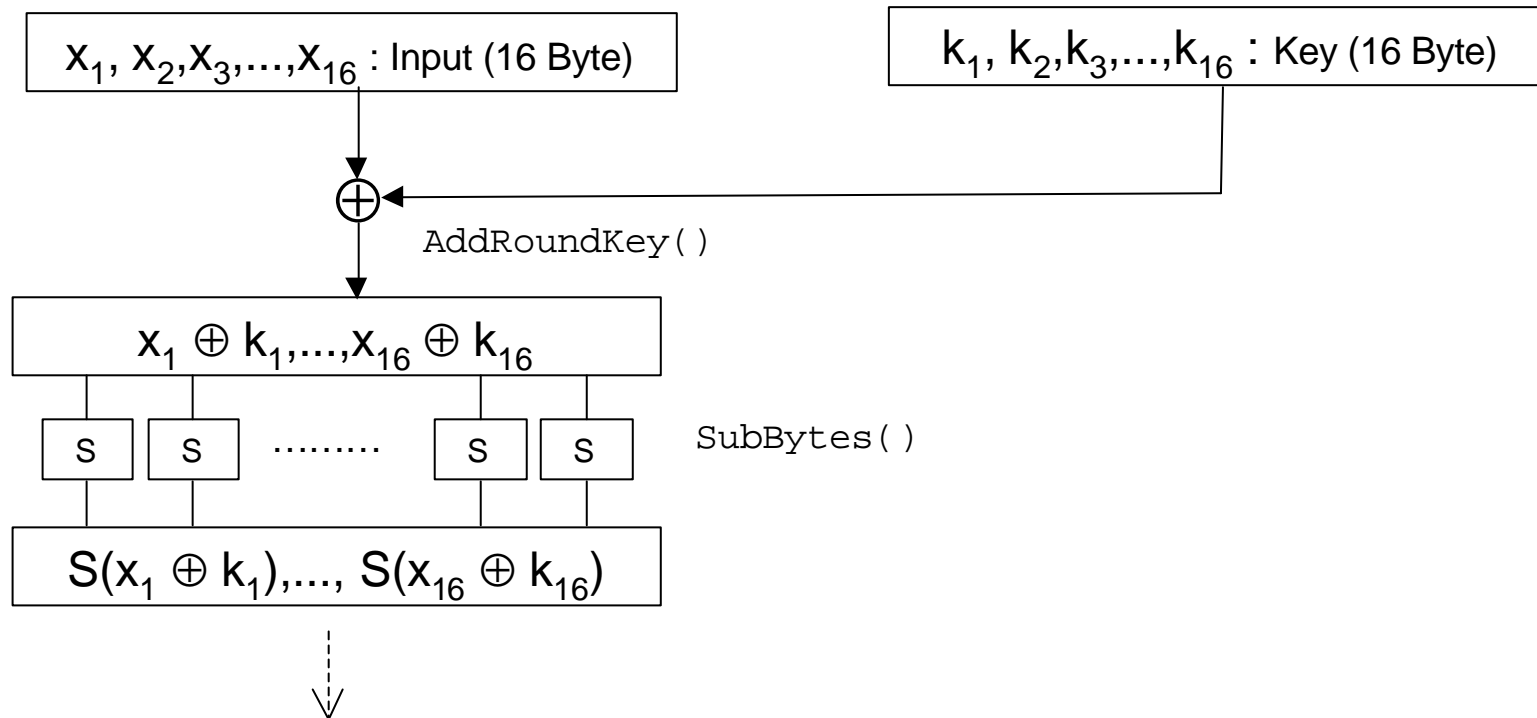 x₁, x₂,x₃,...,x₁₆ : Input (16 Byte)
k₁, k₂,k₃,...,k₁₆ : Key (16 Byte)
⊕
AddRoundKey()
x₁ ⊕ k₁,...,x₁₆ ⊕ k₁₆
S S ......... S S
SubBytes()
S(x₁ ⊕ k₁),..., S(x₁₆ ⊕ k₁₆)